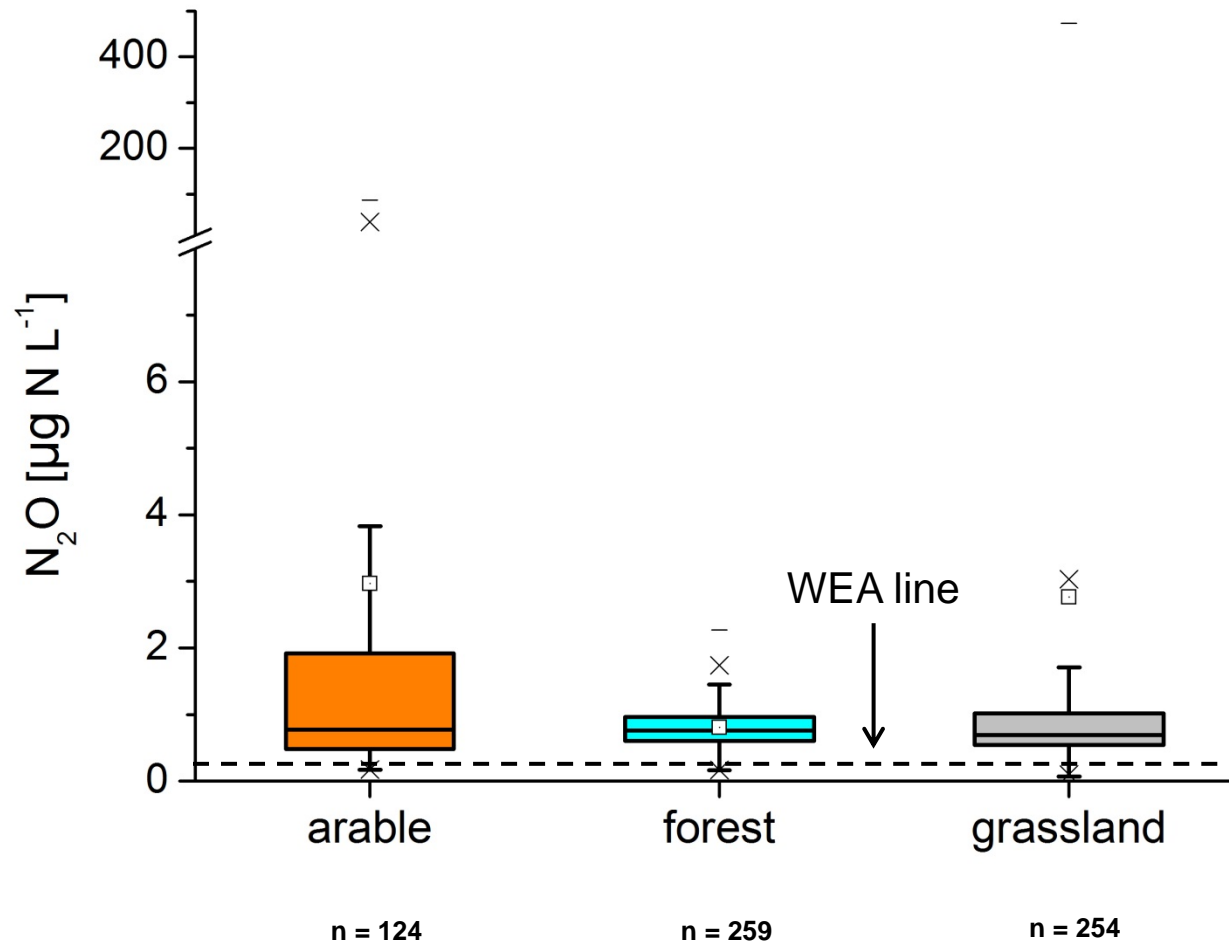 400
200
6
4
2
0
N₂O [µg N L⁻¹]
WEA line
arable forest grassland
n = 124 n = 259 n = 254